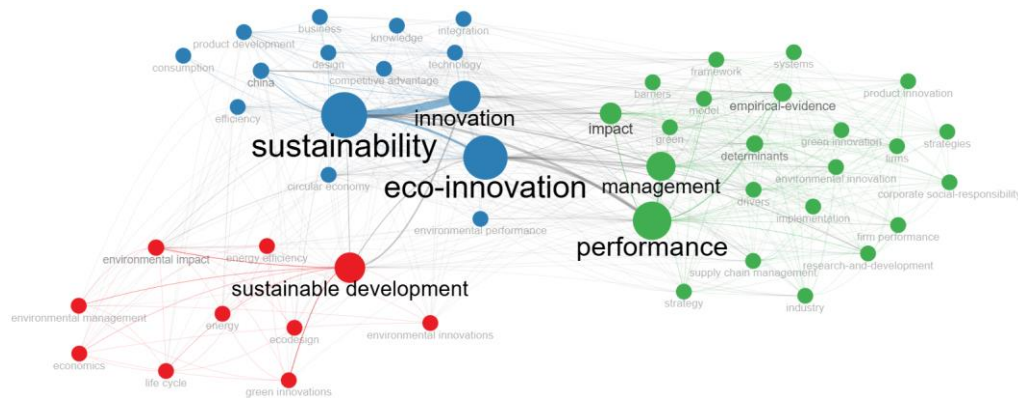 business
integration
knowledge
product development
design
technology
consumption
china
competitive advantage
efficiency
innovation
sustainability
eco-innovation
circular economy
environmental performance
systems
framework
product innovation
barriers
model
empirical-evidence
impact
green
green innovation
strategies
determinants
firms
management
environmental innovation
corporate social-responsibility
drivers
implementation
performance
firm performance
supply chain management
research-and-development
strategy
industry
environmental impact
energy efficiency
sustainable development
environmental management
energy
ecodesign
environmental innovations
economics
life cycle
green innovations